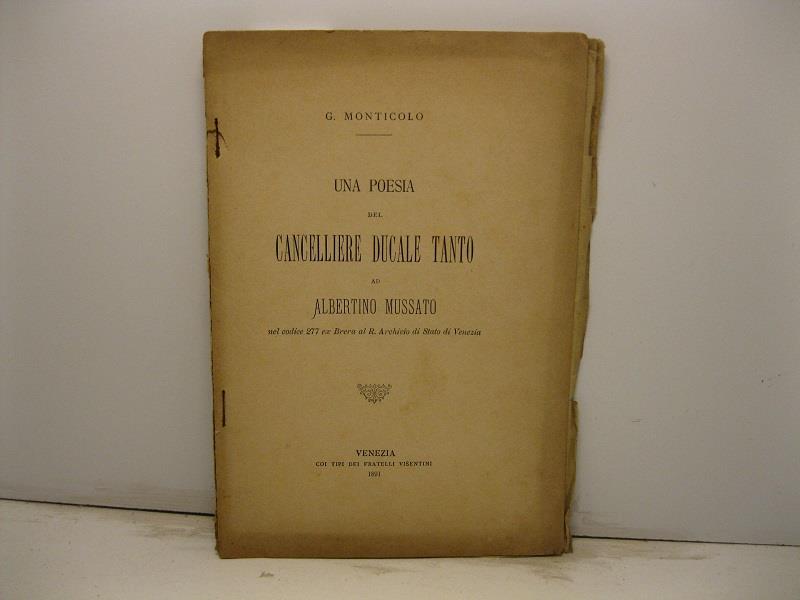 G. MONTICOLO
UNA POESIA
DEL
CANCELLIERE DUCALE TANTO
AD
ALBERTINO MUSSATO
nel codice 277 ex Brera al R. Archivio di Stato di Venezia
VENEZIA
COI TIPI DEI FRATELLI VISENTINI
1891